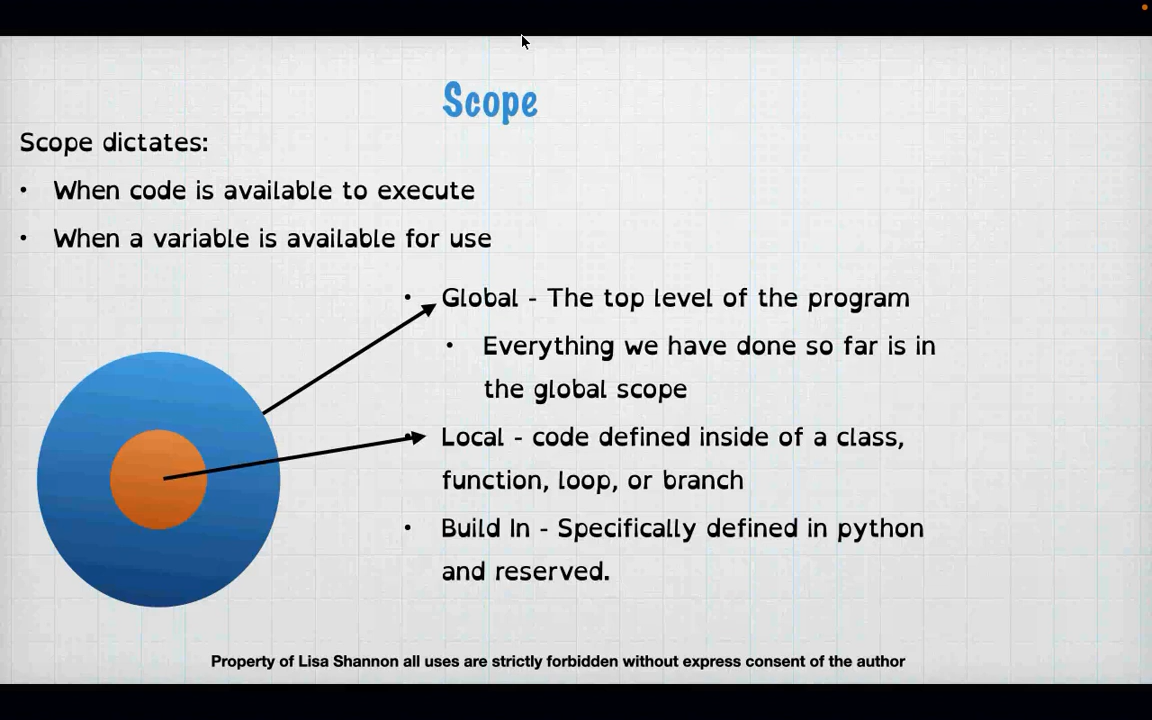 Scope
Scope dictates:
• When code is available to execute
• When a variable is available for use
• Global - The top level of the program
• Everything we have done so far is in
the global scope
• Local - code defined inside of a class,
function, loop, or branch
• Build In - Specifically defined in python
and reserved.
Property of Lisa Shannon all uses are strictly forbidden without express consent of the author